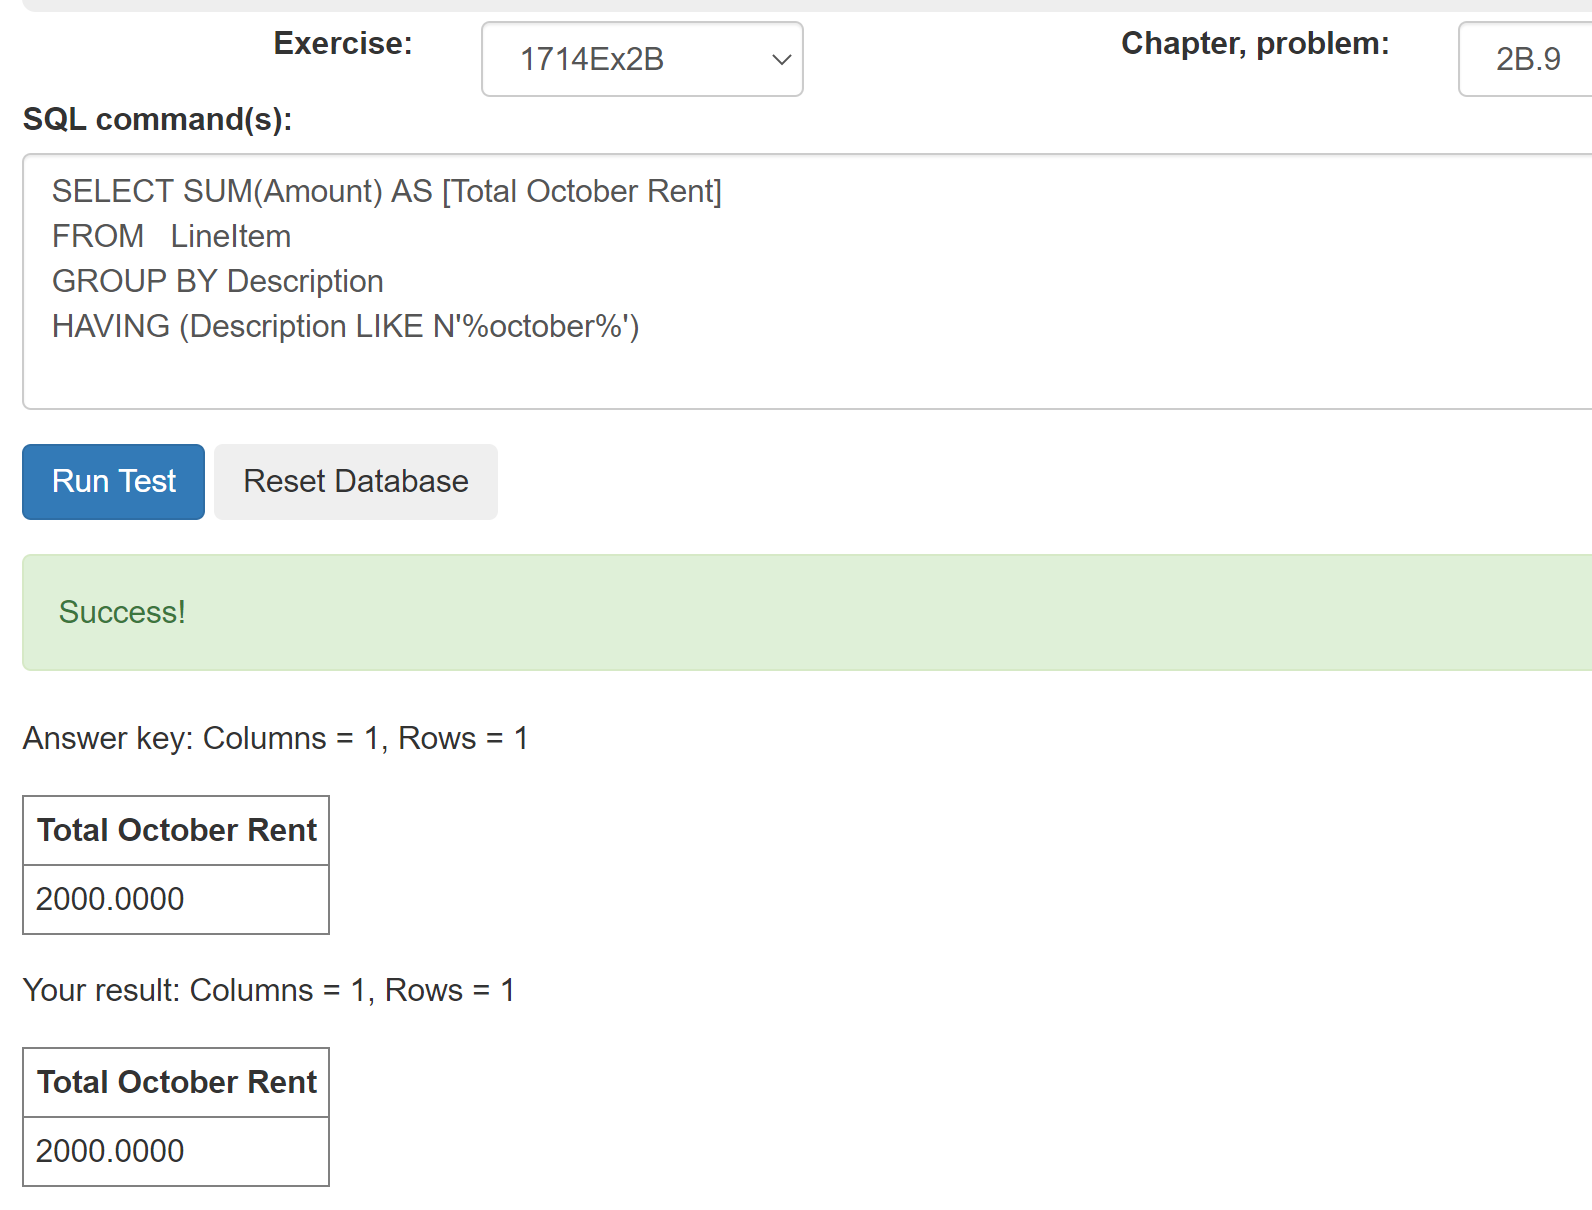 Exercise: 1714Ex2B Chapter, problem: 2B.9
SQL command(s):
SELECT SUM(Amount) AS [Total October Rent]
FROM   LineItem
GROUP BY Description
HAVING (Description LIKE N'%october%')
Run Test Reset Database
Success!
Answer key: Columns = 1, Rows = 1
Total October Rent
2000.0000
Your result: Columns = 1, Rows = 1
Total October Rent
2000.0000